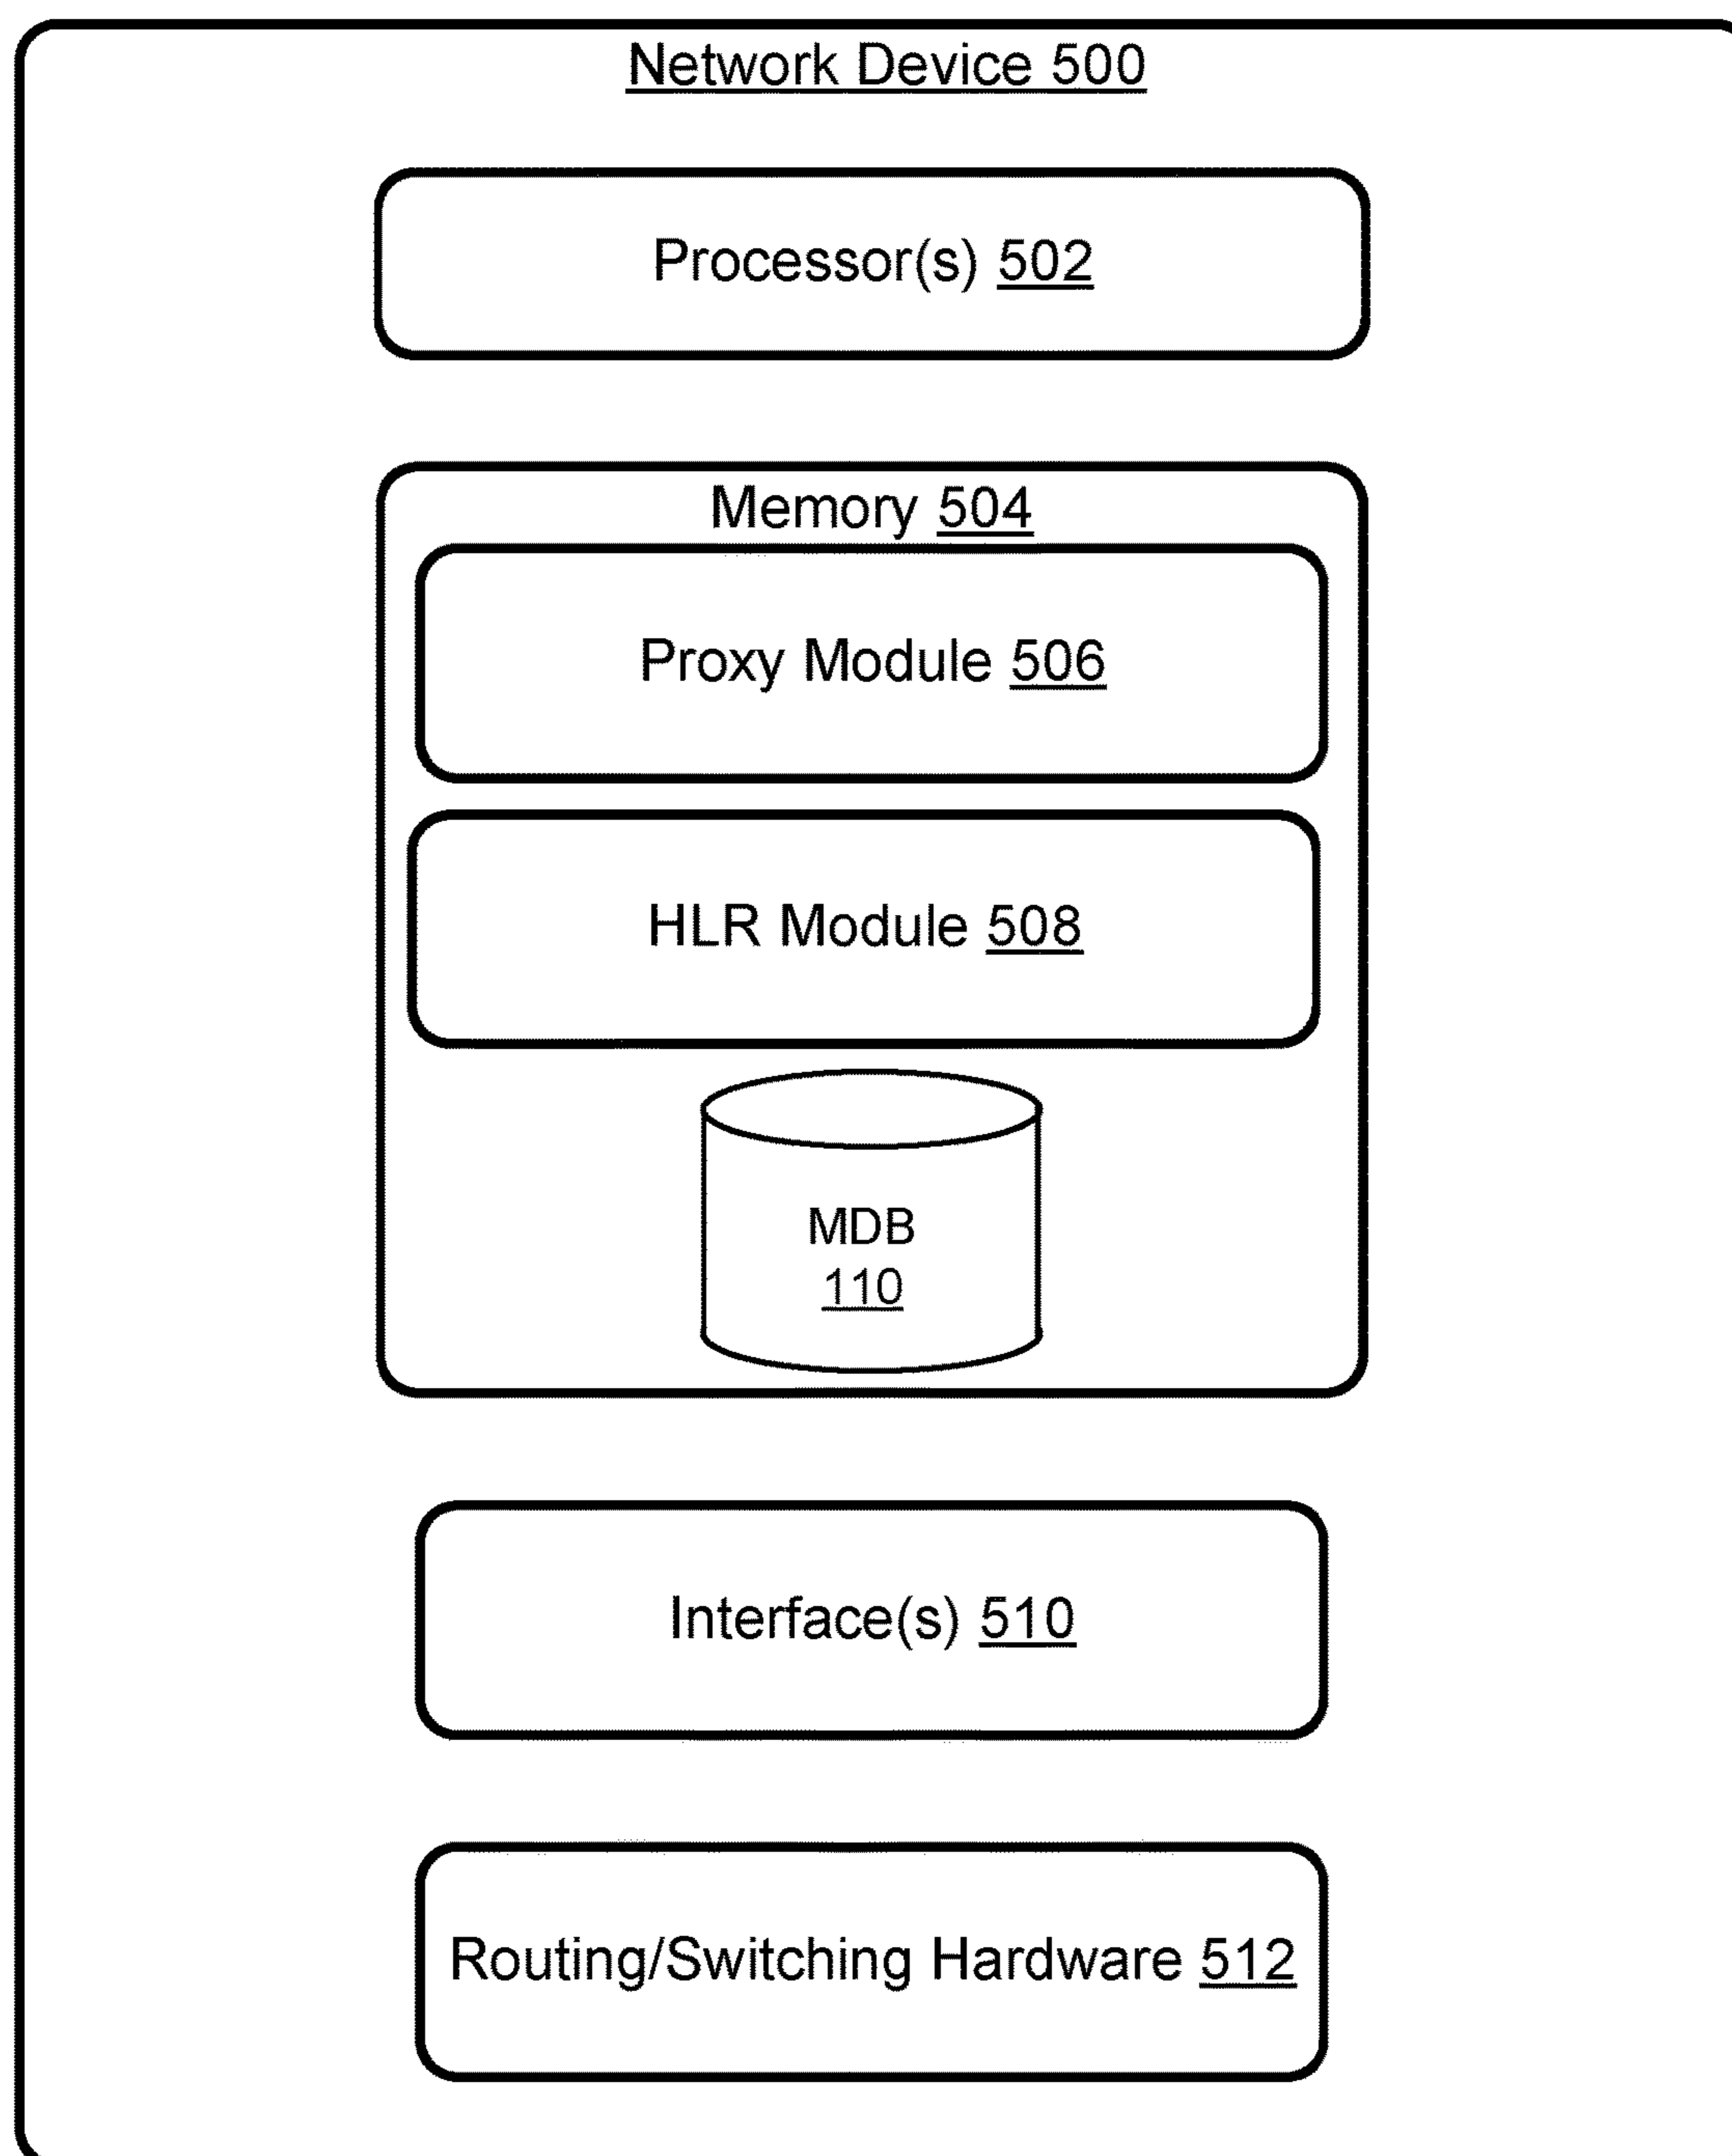 Network Device 500
Processor(s) 502
Memory 504
Proxy Module 506
HLR Module 508
MDB
110
Interface(s) 510
Routing/Switching Hardware 512